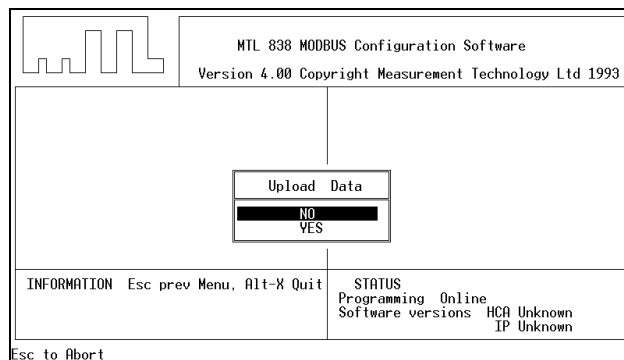 MTL 838 MODBUS Configuration Software
Version 4.00 Copyright Measurement Technology Ltd 1993
Upload Data
NO
YES
INFORMATION Esc prev Menu, Alt-X Quit
STATUS
Programming Online
Software versions HCA Unknown
IP Unknown
Esc to Abort